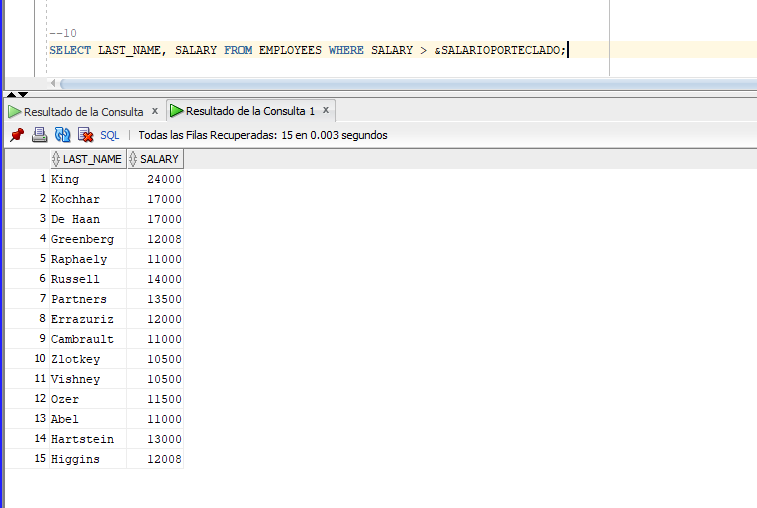 --10
SELECT LAST_NAME, SALARY FROM EMPLOYEES WHERE SALARY > &SALARIOPORTECLADO;
Resultado de la Consulta x Resultado de la Consulta 1 x
SQL | Todas las Filas Recuperadas: 15 en 0.003 segundos
LAST_NAME SALARY
1 King 24000
2 Kochhar 17000
3 De Haan 17000
4 Greenberg 12008
5 Raphaely 11000
6 Russell 14000
7 Partners 13500
8 Errazuriz 12000
9 Cambrault 11000
10 Zlotkey 10500
11 Vishney 10500
12 Ozer 11500
13 Abel 11000
14 Hartstein 13000
15 Higgins 12008